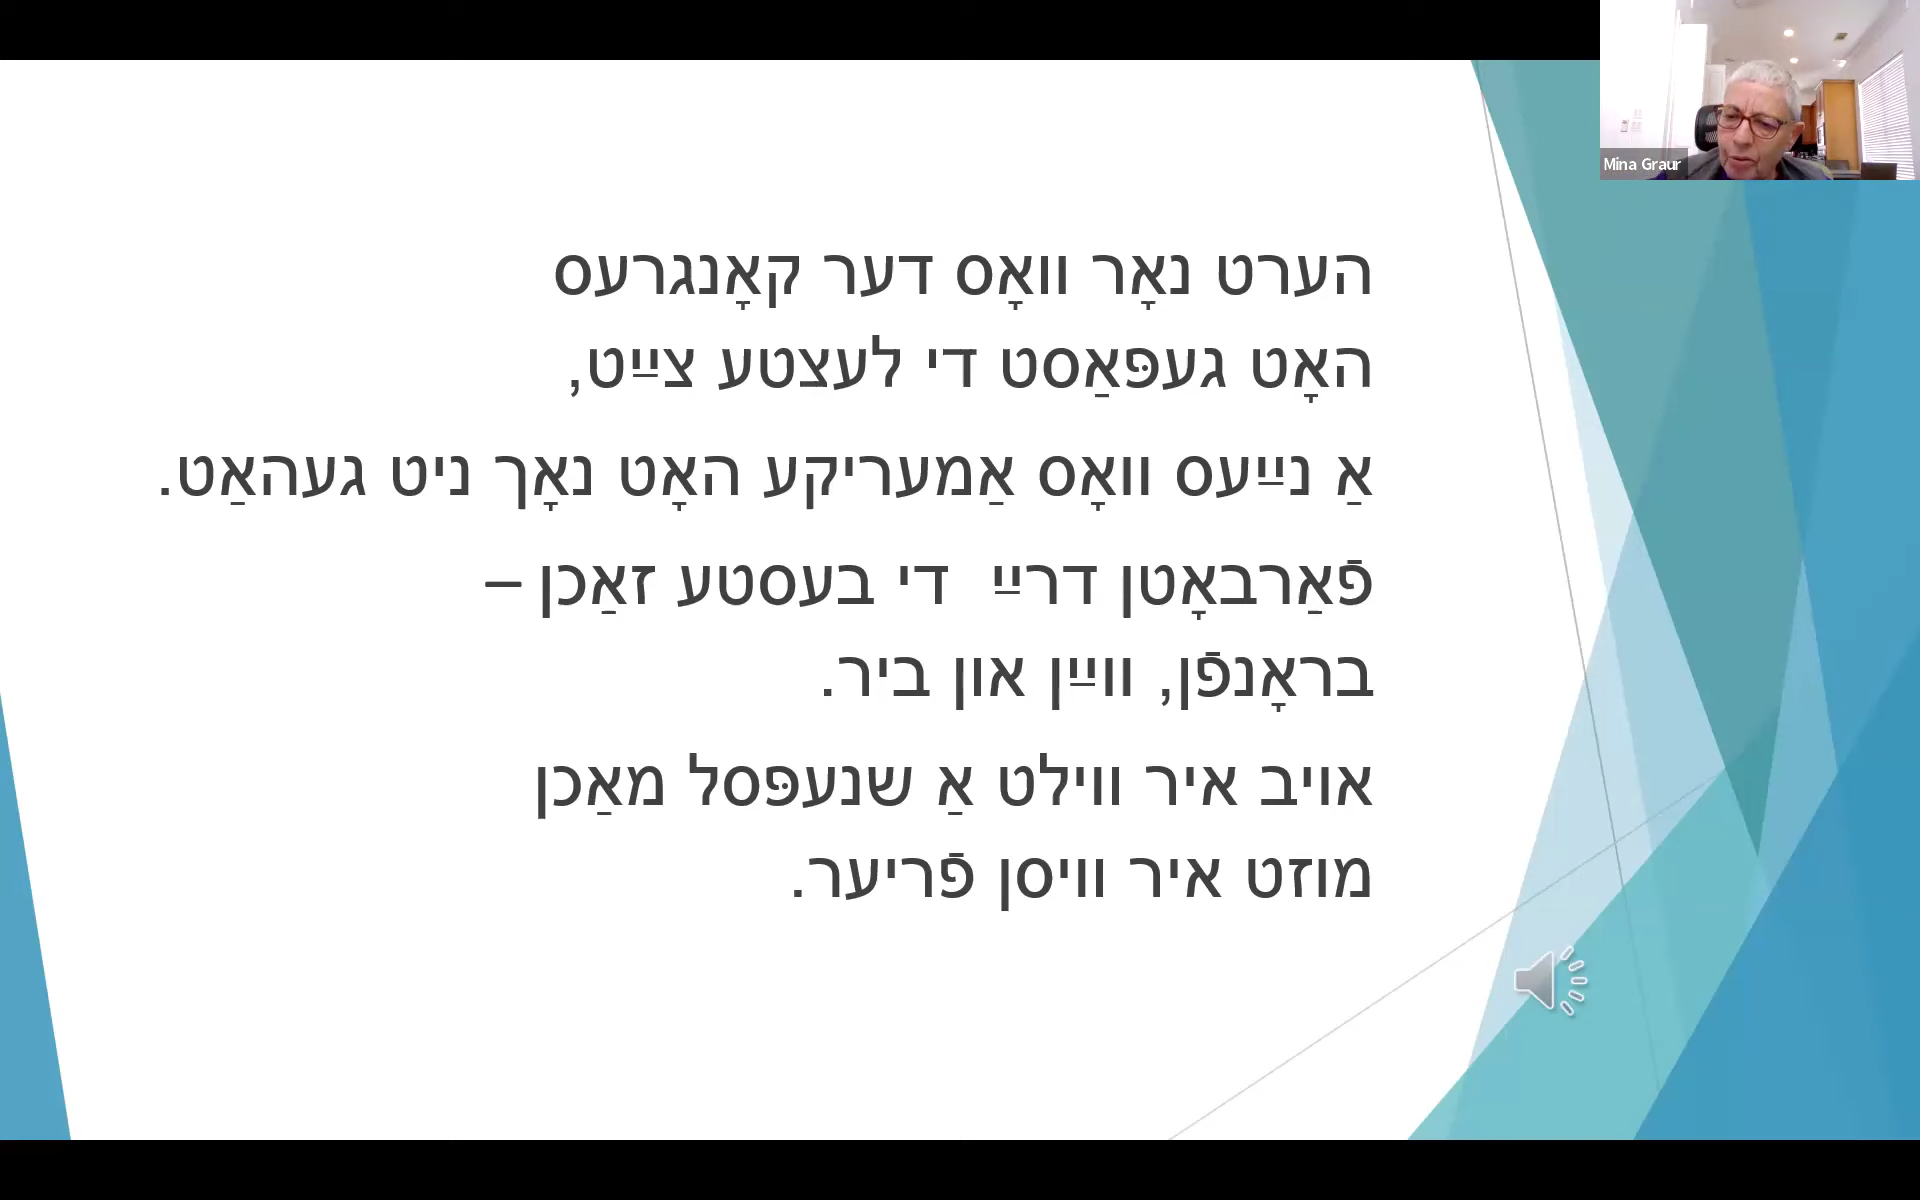 הערט נאָר וואָס דער קאָנגרעס
האָט געפּאַסט די לעצטע צײַט,
אַ נײַעס וואָס אַמעריקע האָט נאָך ניט געהאַט.
פֿאַרבאָטן דרײַ  די בעסטע זאַכן –
בראָנפֿן, ווײַן און ביר.
אויב איר ווילט אַ שנעפּסל מאַכן
מוזט איר וויסן פֿריער.
Mina Graur